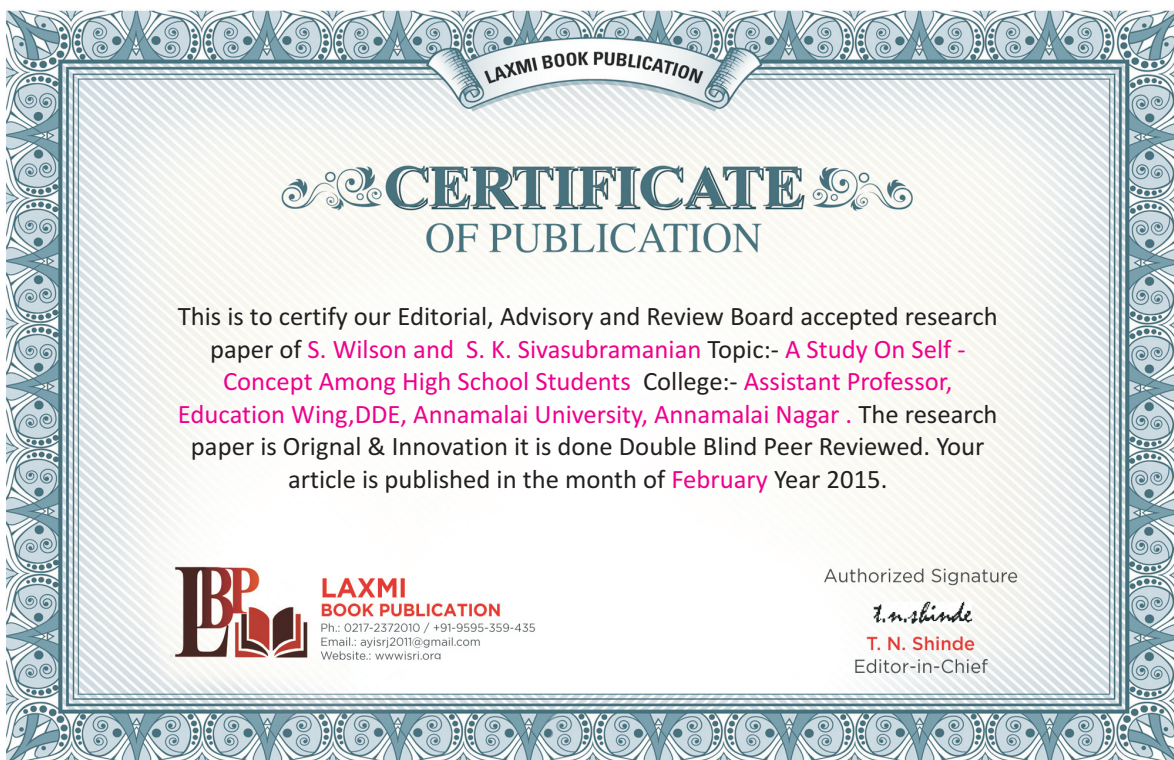 LAXMI BOOK PUBLICATION
CERTIFICATE
OF PUBLICATION
This is to certify our Editorial, Advisory and Review Board accepted research
paper of S. Wilson and S. K. Sivasubramanian Topic:- A Study On Self -
Concept Among High School Students College:- Assistant Professor,
Education Wing,DDE, Annamalai University, Annamalai Nagar . The research
paper is Orignal & Innovation it is done Double Blind Peer Reviewed. Your
article is published in the month of February Year 2015.
LBP
LAXMI
BOOK PUBLICATION
Ph.: 0217-2372010 / +91-9595-359-435
Email.: ayisrj2011@gmail.com
Website.: wwwisri.org
Authorized Signature
t.n.shinde
T. N. Shinde
Editor-in-Chief